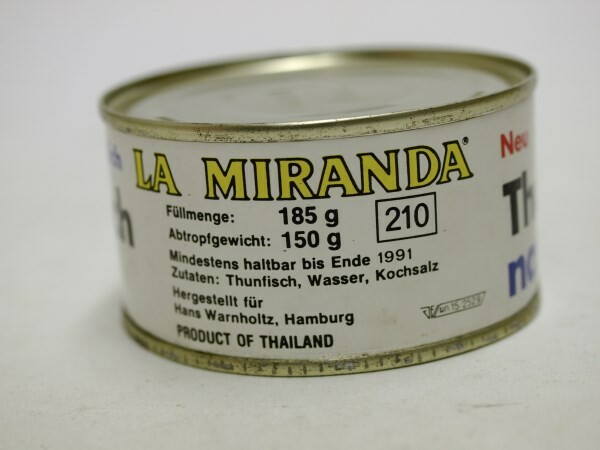 LA MIRANDA
Füllmenge: 185 g
Abtropfgewicht: 150 g
210
Mindestens haltbar bis Ende 1991
Zutaten: Thunfisch, Wasser, Kochsalz
Hergestellt für
Hans Warnholtz, Hamburg
PRODUCT OF THAILAND
Neu
Th